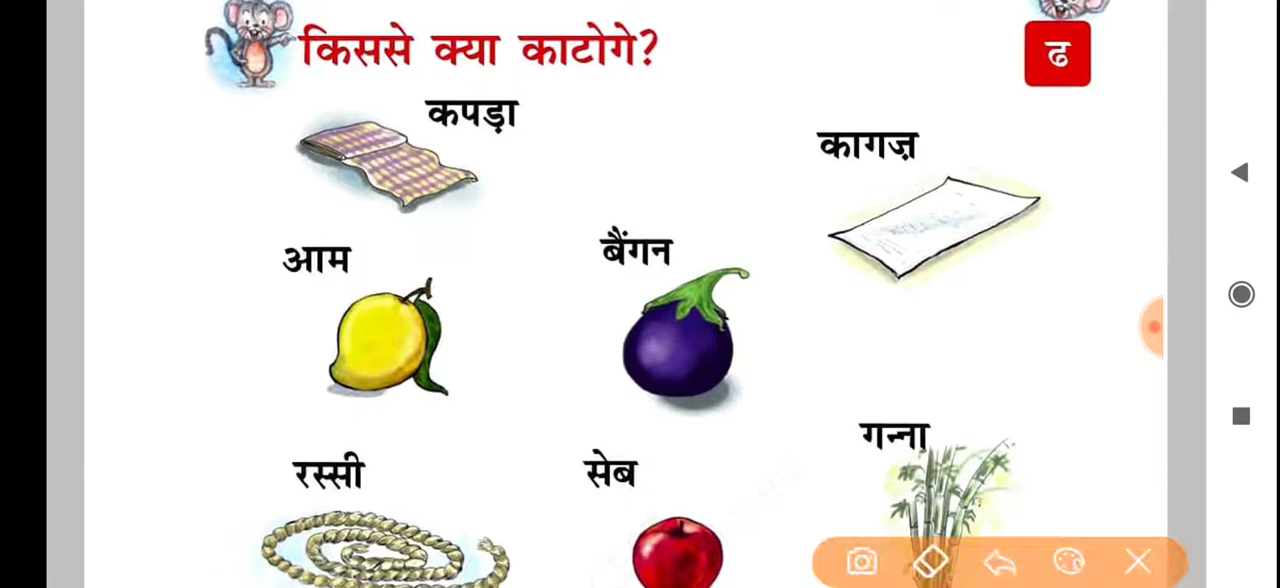 किससे क्या काटोगे?
ढ
कपड़ा
कागज़
आम
बैंगन
गन्ना
रस्सी
सेब